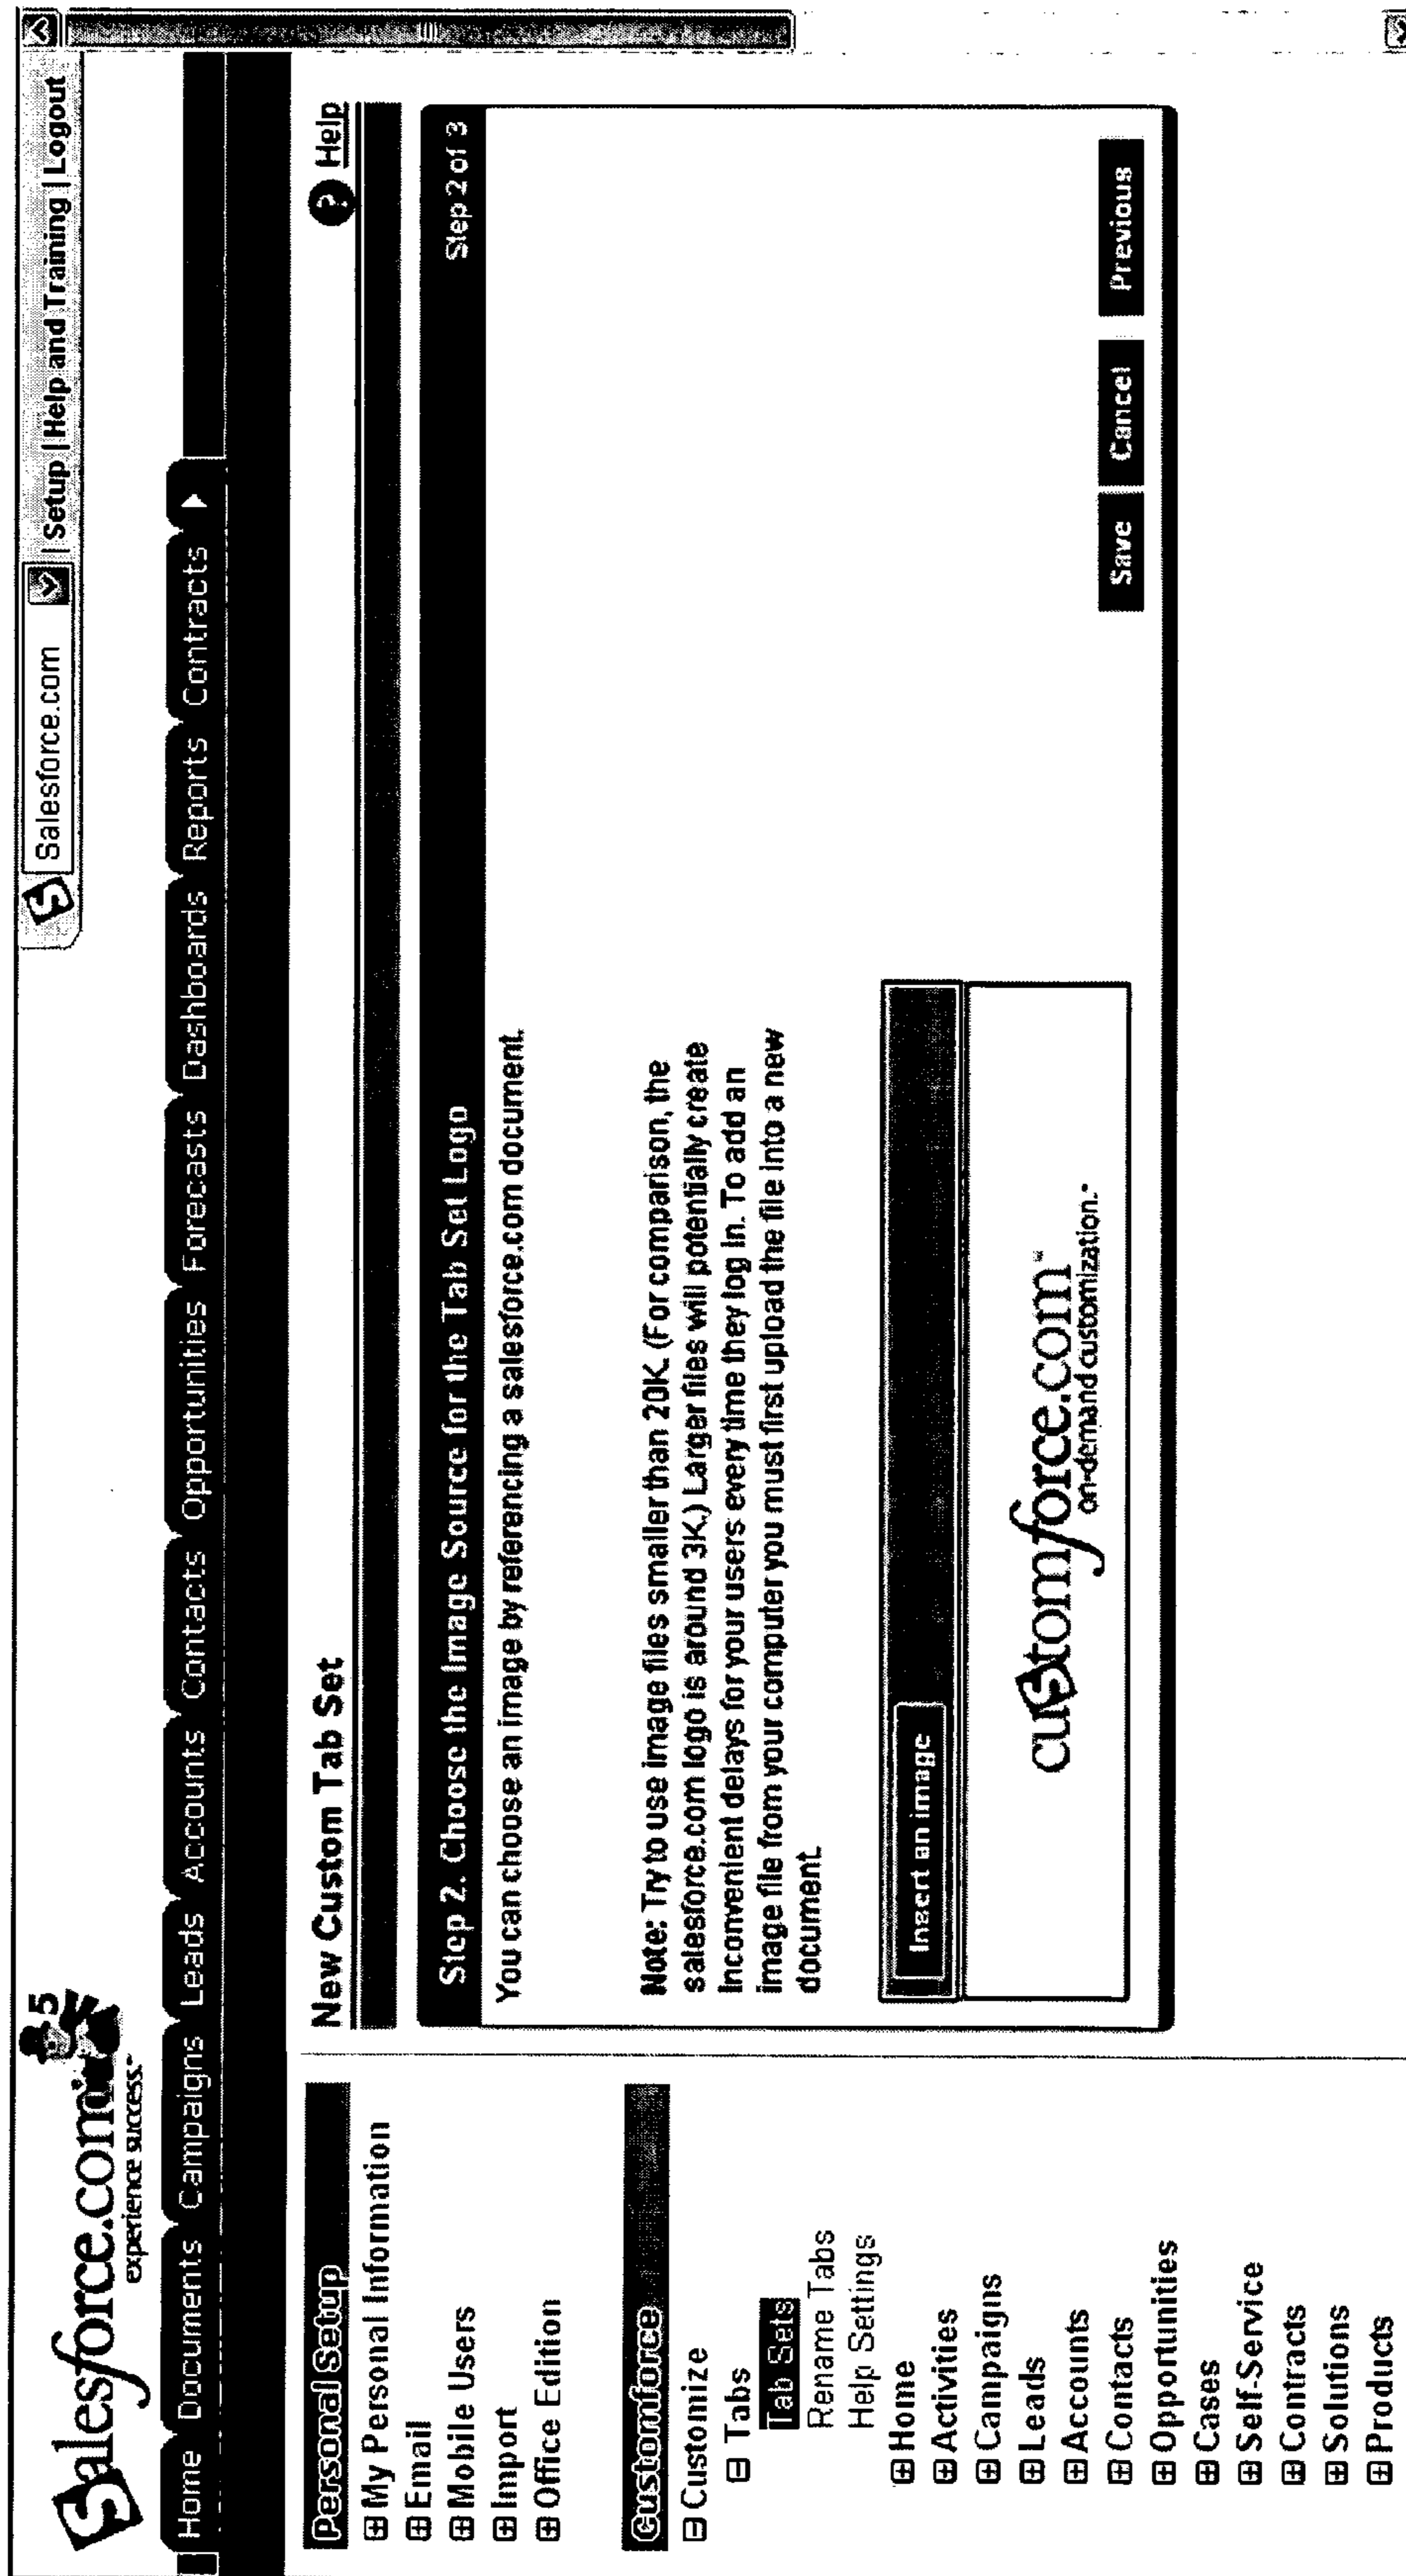 salesforce.com
experience success™
5
Salesforce.com | Setup | Help and Training | Logout
Home Documents Campaigns Leads Accounts Contacts Opportunities Forecasts Dashboards Reports Contracts
Personal Setup
My Personal Information
Email
Mobile Users
Import
Office Edition
Customforce
Customize
Tabs
Tab Sets
Rename Tabs
Help Settings
Home
Activities
Campaigns
Leads
Accounts
Contacts
Opportunities
Cases
Self-Service
Contracts
Solutions
Products
New Custom Tab Set
? Help
Step 2. Choose the Image Source for the Tab Set Logo
Step 2 of 3
You can choose an image by referencing a salesforce.com document.
Note: Try to use image files smaller than 20K. (For comparison, the
salesforce.com logo is around 3K.) Larger files will potentially create
inconvenient delays for your users every time they log in. To add an
image file from your computer you must first upload the file into a new
document.
Insert an image
customforce.com™
on-demand customization.™
Save Cancel Previous